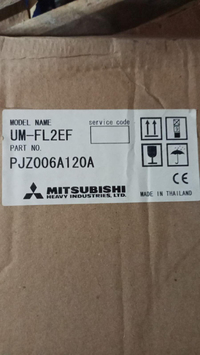 MODEL NAME service code
UM-FL2EF
PART NO.
PJZ006A120A
MITSUBISHI
HEAVY INDUSTRIES, LTD.
MADE IN THAILAND
CE